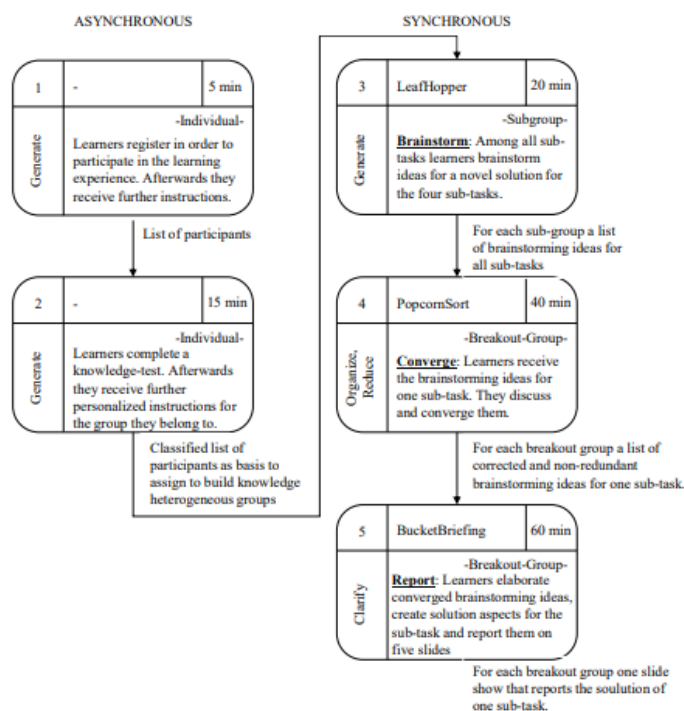 ASYNCHRONOUS
1
-
5 min
Generate
-Individual-
Learners register in order to
participate in the learning
experience. Afterwards they
receive further instructions.
List of participants
2
-
15 min
Generate
-Individual-
Learners complete a
knowledge-test. Afterwards
they receive further
personalized instructions for
the group they belong to.
Classified list of
participants as basis to
assign to build knowledge
heterogeneous groups
SYNCHRONOUS
3
LeafHopper
20 min
Generate
-Subgroup-
Brainstorm: Among all sub-
tasks learners brainstorm
ideas for a novel solution for
the four sub-tasks.
For each sub-group a list
of brainstorming ideas for
all sub-tasks
4
PopcornSort
40 min
Organize,
Reduce
-Breakout-Group-
Converge: Learners receive
the brainstorming ideas for
one sub-task. They discuss
and converge them.
For each breakout group a list of
corrected and non-redundant
brainstorming ideas for one sub-task.
5
BucketBriefing
60 min
Clarify
-Breakout-Group-
Report: Learners elaborate
converged brainstorming ideas,
create solution aspects for the
sub-task and report them on
five slides
For each breakout group one slide
show that reports the soulution of
one sub-task.